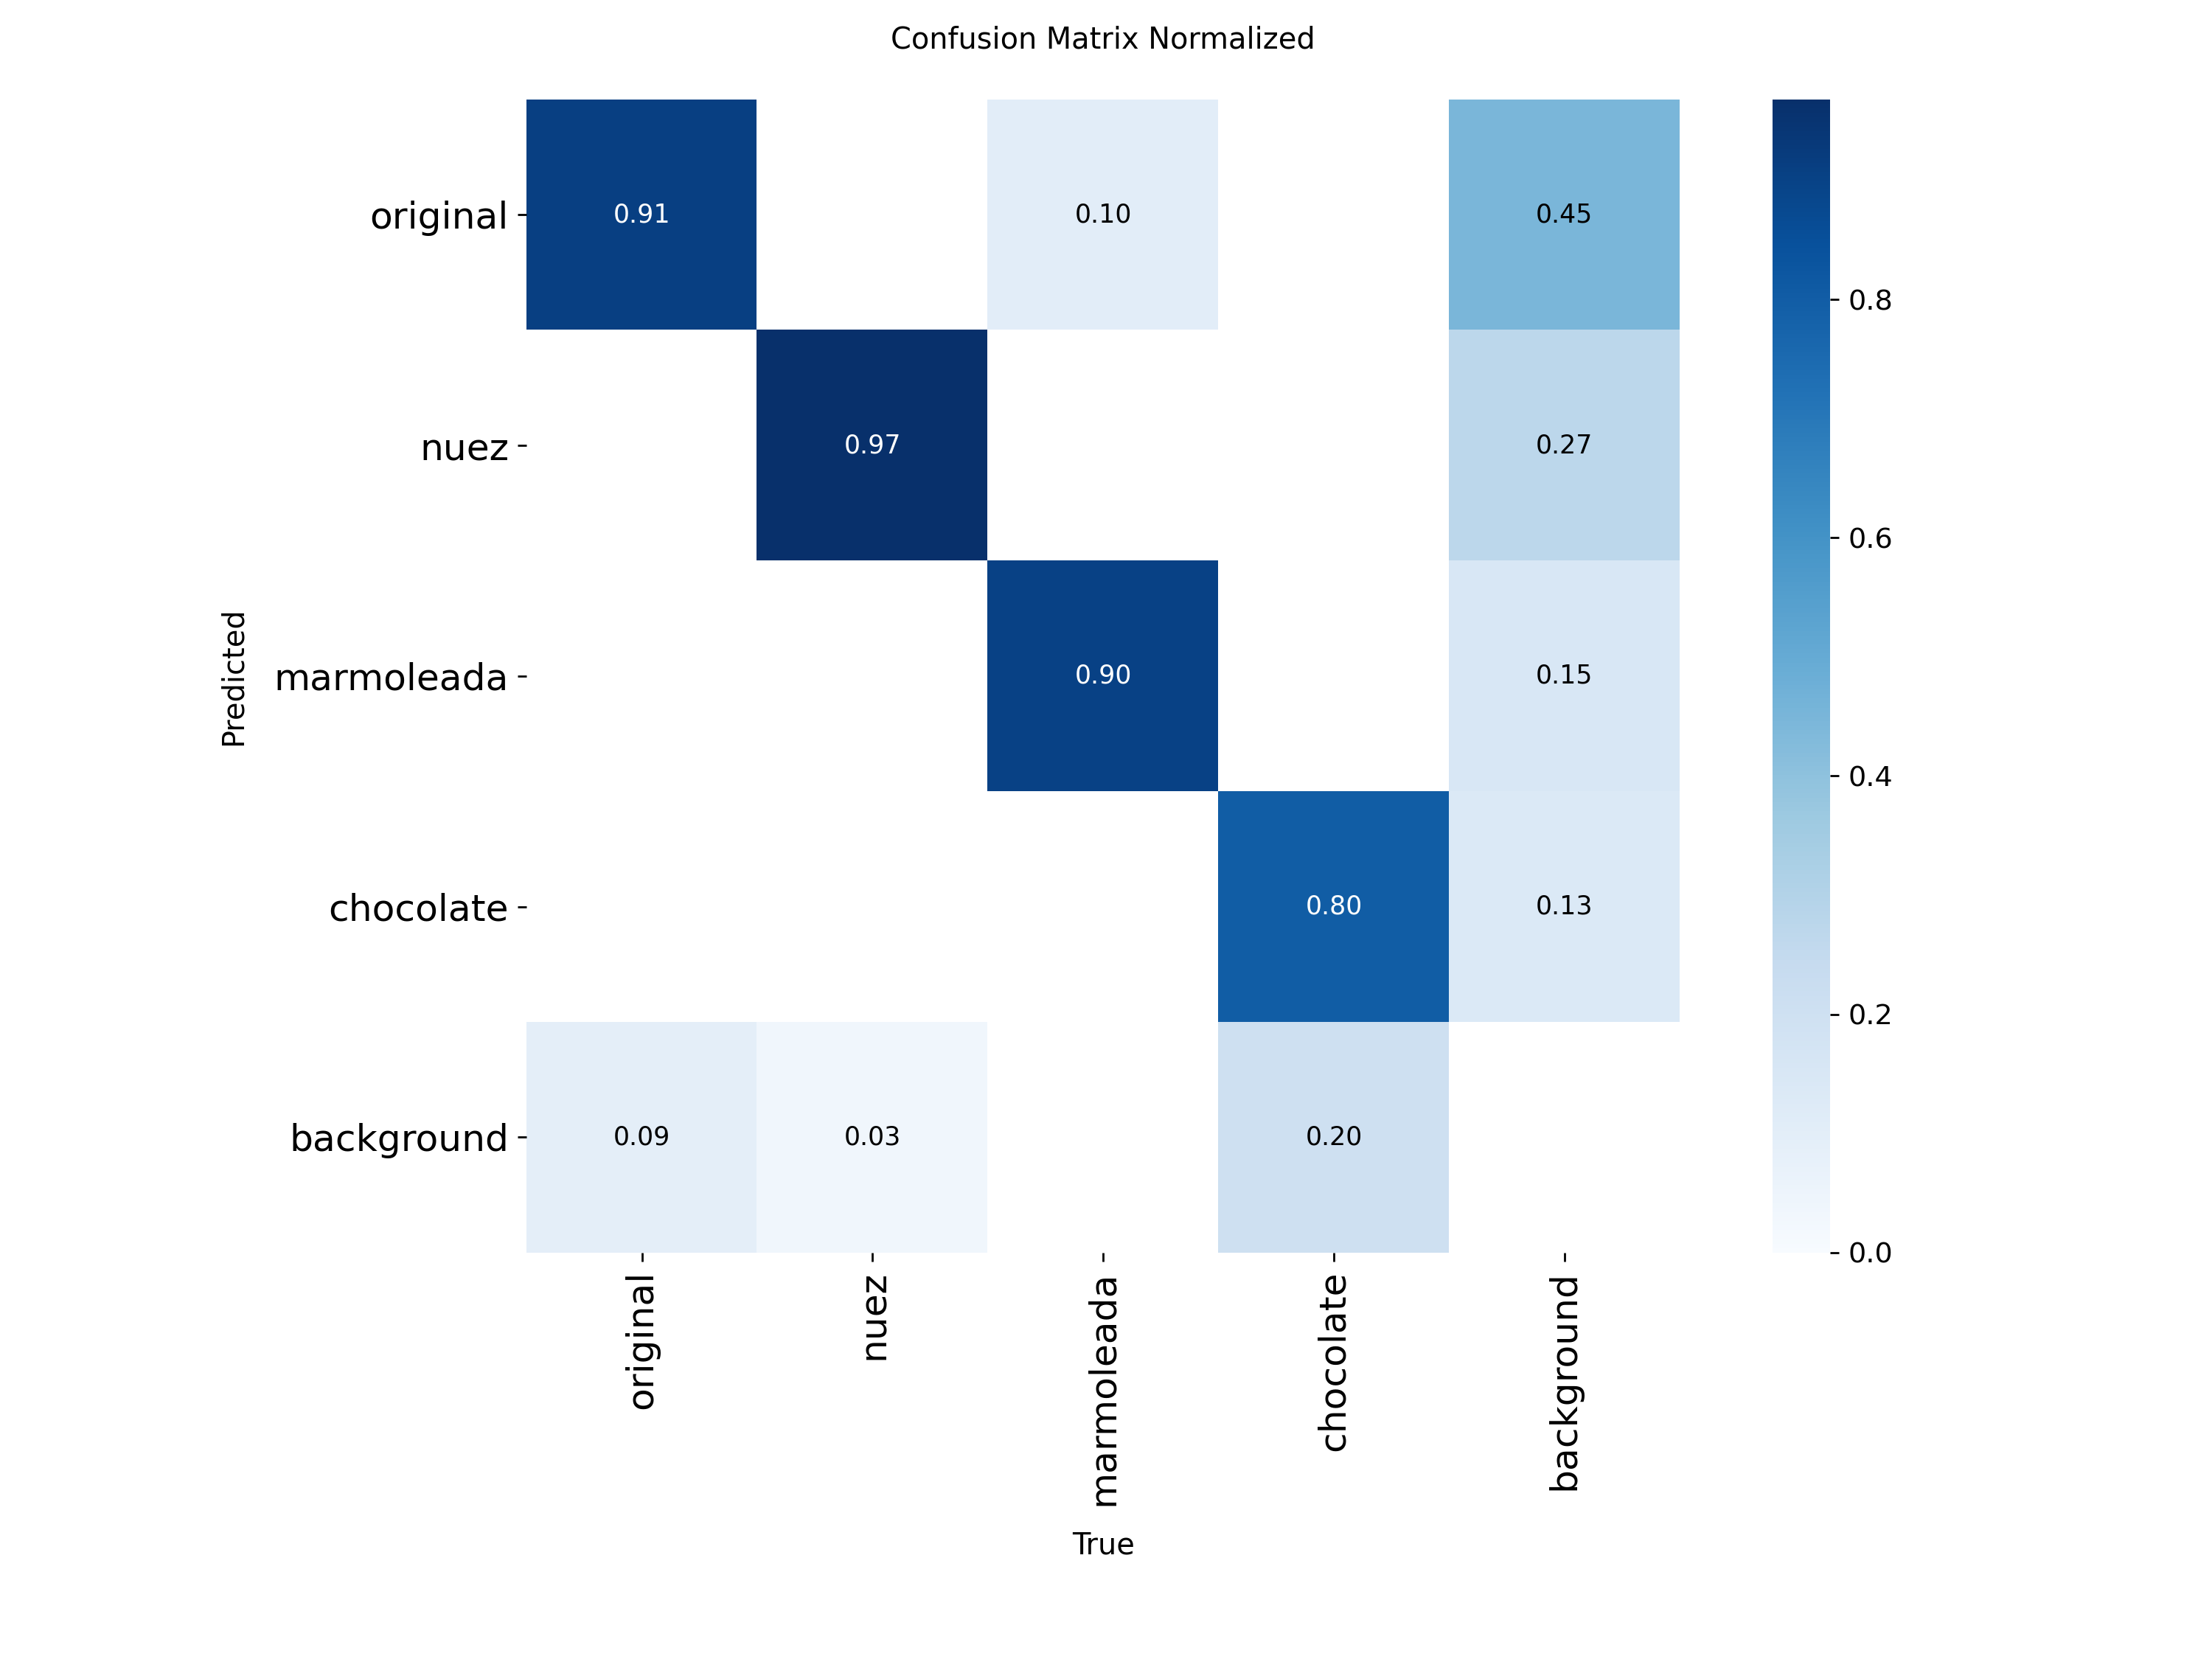 Confusion Matrix Normalized
original
0.91
0.10
0.45
nuez
0.97
0.27
marmoleada
0.90
0.15
chocolate
0.80
0.13
background
0.09
0.03
0.20
Predicted
original
nuez
marmoleada
chocolate
background
True
0.8
0.6
0.4
0.2
0.0